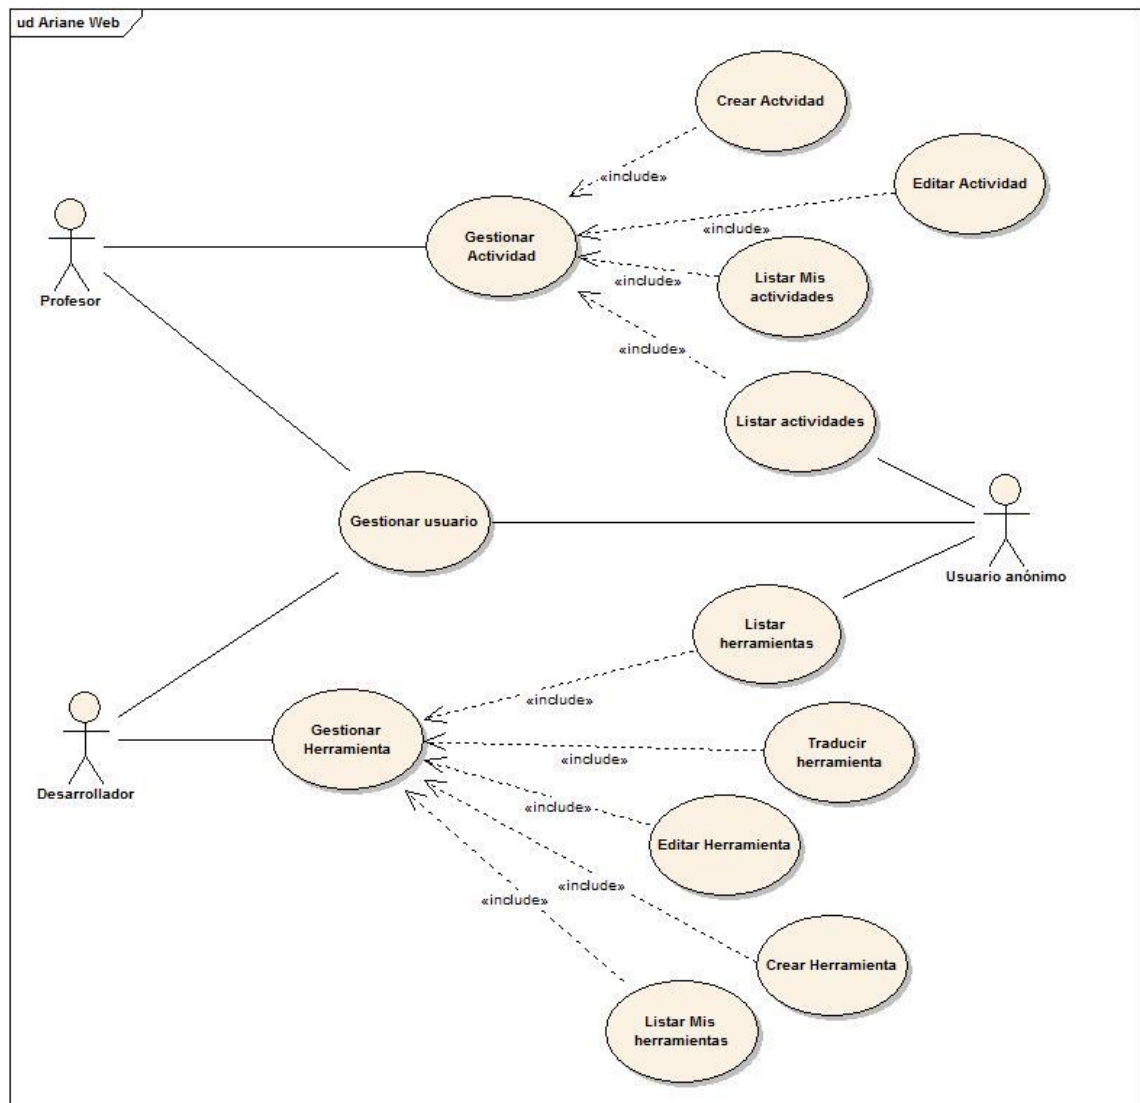 ud Ariane Web
Crear Actvidad
«include»
Editar Actividad
Gestionar
Actividad
«include»
Profesor
«include»
Listar Mis
actividades
«include»
Listar actividades
Gestionar usuario
Usuario anónimo
Listar
herramientas
«include»
Gestionar
Herramienta
Traducir
herramienta
«include»
Desarrollador
«include»
Editar Herramienta
«include»
«include»
Crear Herramienta
Listar Mis
herramientas